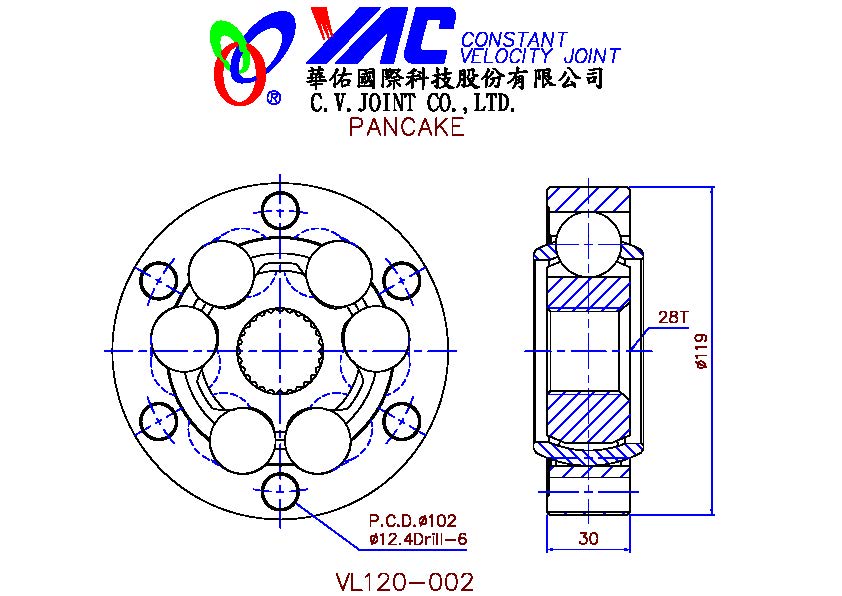 VAC CONSTANT
VELOCITY JOINT
®
華佑國際科技股份有限公司
C.V.JOINT CO.,LTD.
PANCAKE
28T
ø119
P.C.D.ø102
ø12.4Drill-6
30
VL120-002